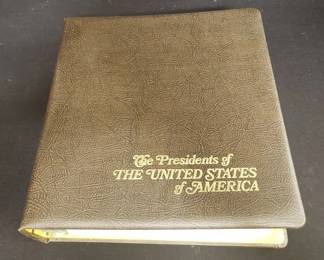 The Presidents of
THE UNITED STATES
of AMERICA